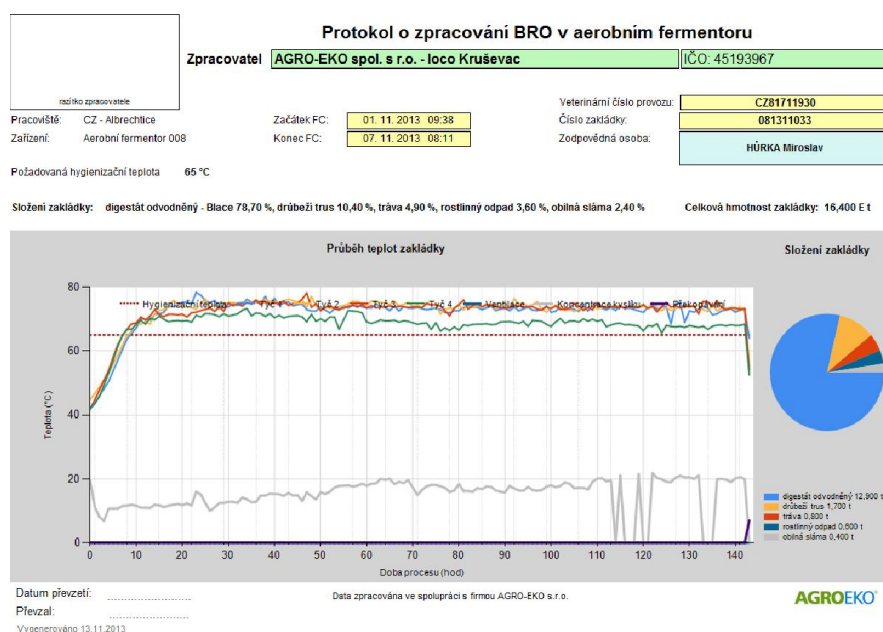 Protokol o zpracování BRO v aerobním fermentoru
Zpracovatel AGRO-EKO spol. s r.o. - loco Kruševac IČO: 45193967
razítko zpracovatele
Pracoviště: CZ - Albrechtice Začátek FC: 01. 11. 2013 09:38 Veterinární číslo provozu: CZ81711930
Zařízení: Aerobní fermentor 008 Konec FC: 07. 11. 2013 08:11 Číslo zakládky: 081311033
Zodpovědná osoba: HŮRKA Miroslav
Požadovaná hygienizační teplota 65 °C
Složení zakládky: digestát odvodněný - Blace 78,70 %, drůbeží trus 10,40 %, tráva 4,90 %, rostlinný odpad 3,60 %, obilná sláma 2,40 % Celková hmotnost zakládky: 16,400 E t
Průběh teplot zakládky
Složení zakládky
Hygienizační teplota Tyč 2 Tyč 3 Tyč 4 Ventilace Koncentrace kyslíku Překopávání
80
60
40
20
0
Teplota (°C)
0 10 20 30 40 50 60 70 80 90 100 110 120 130 140
Doba procesu (hod)
digestát odvodněný 12,900 t
drůbeží trus 1,700 t
tráva 0,800 t
rostlinný odpad 0,600 t
obilná sláma 0,400 t
Datum převzetí:
Data zpracována ve spolupráci s firmou AGRO-EKO s.r.o.
AGROEKO
Převzal:
Vygenerováno 13.11.2013